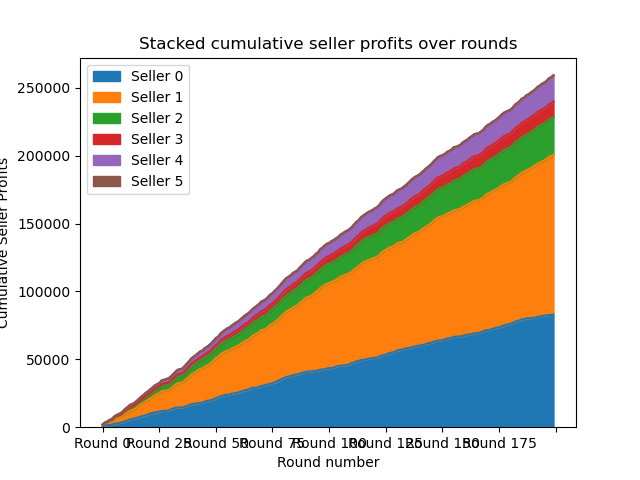 Stacked cumulative seller profits over rounds
Seller 0
Seller 1
Seller 2
Seller 3
Seller 4
Seller 5
250000
200000
150000
100000
50000
0
Cumulative Seller Profits
Round 0 Round 25 Round 50 Round 75 Round 100 Round 125 Round 150 Round 175
Round number